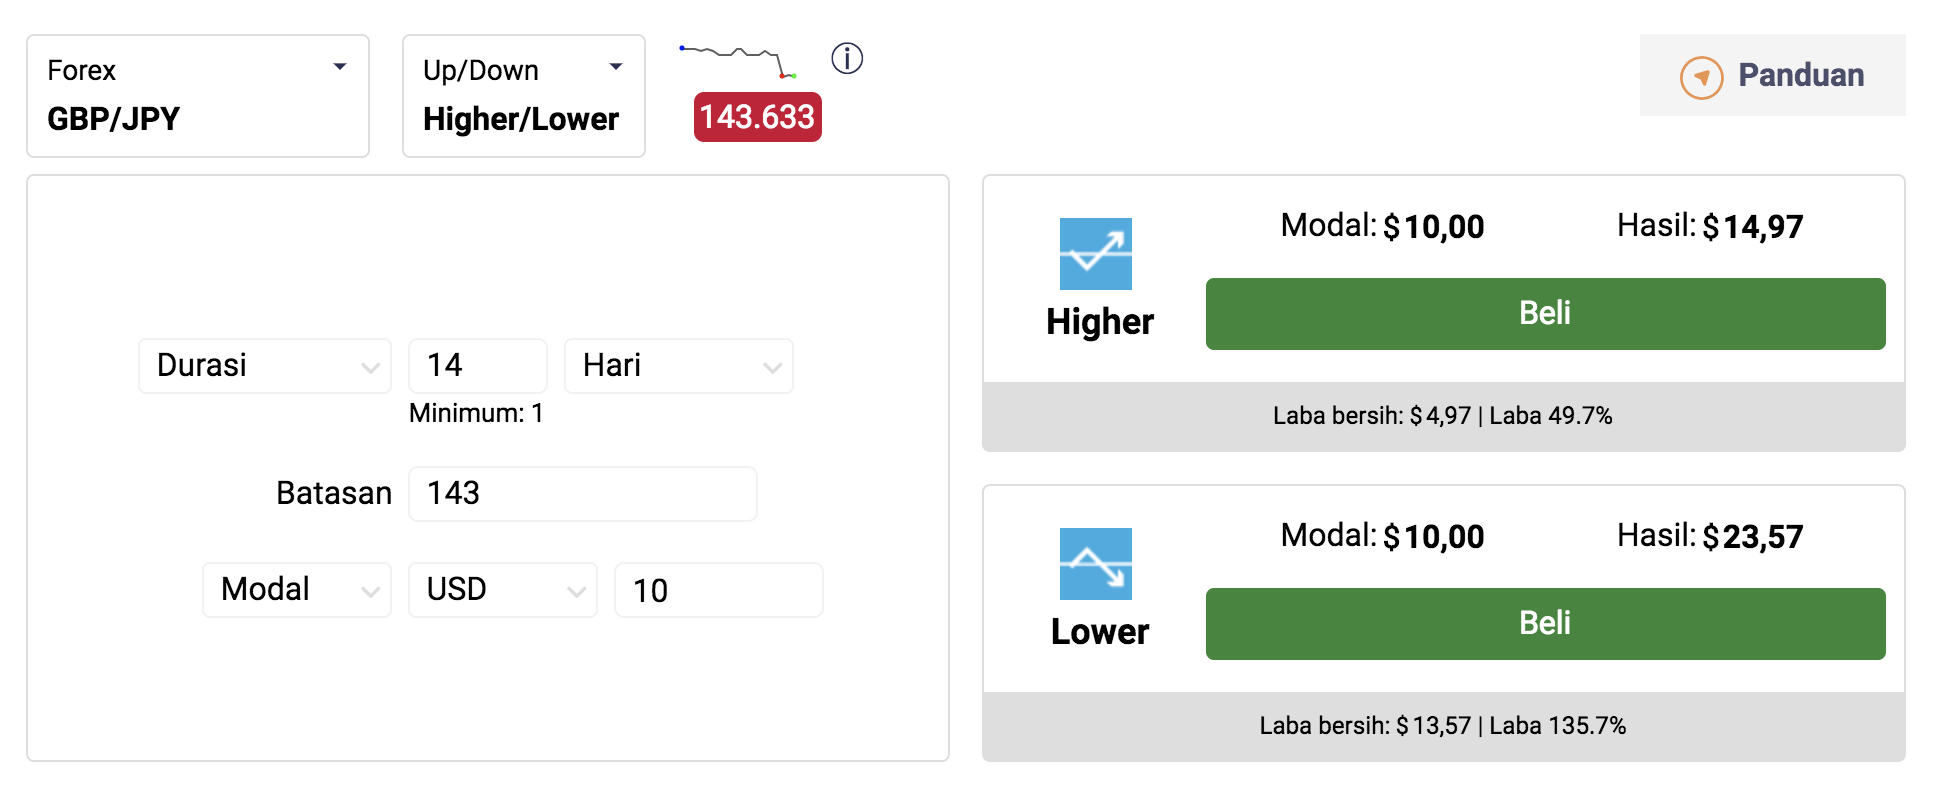 Forex
GBP/JPY
Up/Down
Higher/Lower
143.633
Panduan
Durasi 14 Hari
Minimum: 1
Batasan 143
Modal USD 10
Modal: $10,00 Hasil: $14,97
Higher
Beli
Laba bersih: $4,97 | Laba 49.7%
Modal: $10,00 Hasil: $23,57
Lower
Beli
Laba bersih: $13,57 | Laba 135.7%